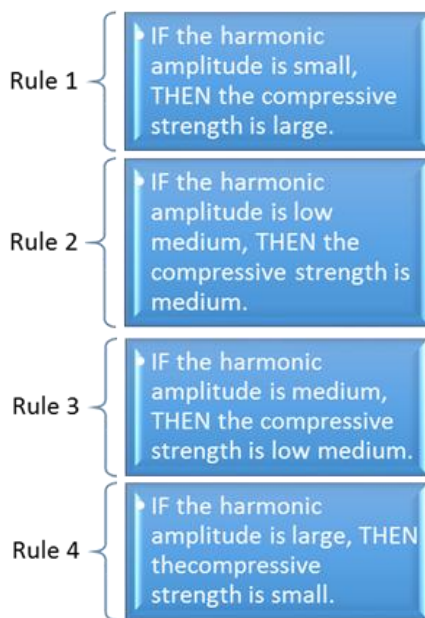 Rule 1
• IF the harmonic
amplitude is small,
THEN the compressive
strength is large.
Rule 2
• IF the harmonic
amplitude is low
medium, THEN the
compressive strength is
medium.
Rule 3
• IF the harmonic
amplitude is medium,
THEN the compressive
strength is low medium.
Rule 4
• IF the harmonic
amplitude is large, THEN
thecompressive
strength is small.